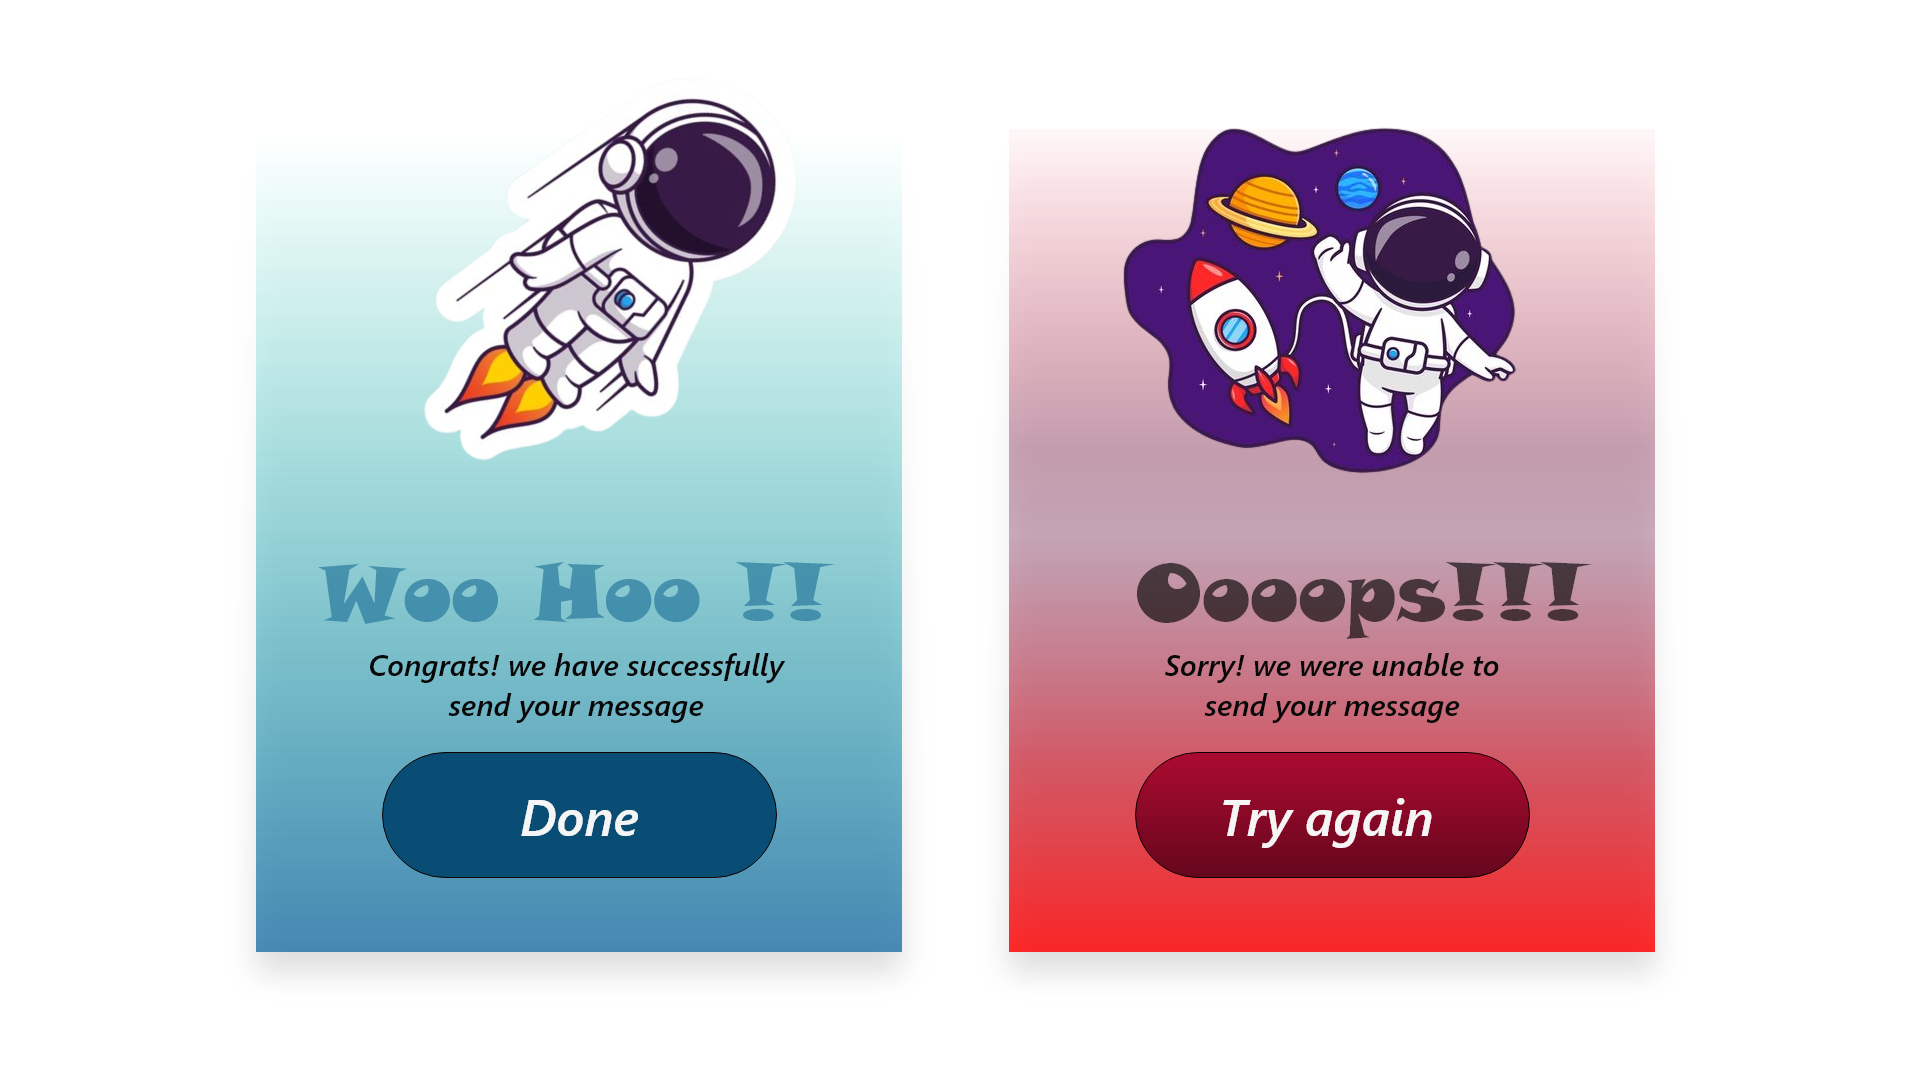 Woo Hoo !!
Congrats! we have successfully
send your message
Done
Oooops!!!
Sorry! we were unable to
send your message
Try again